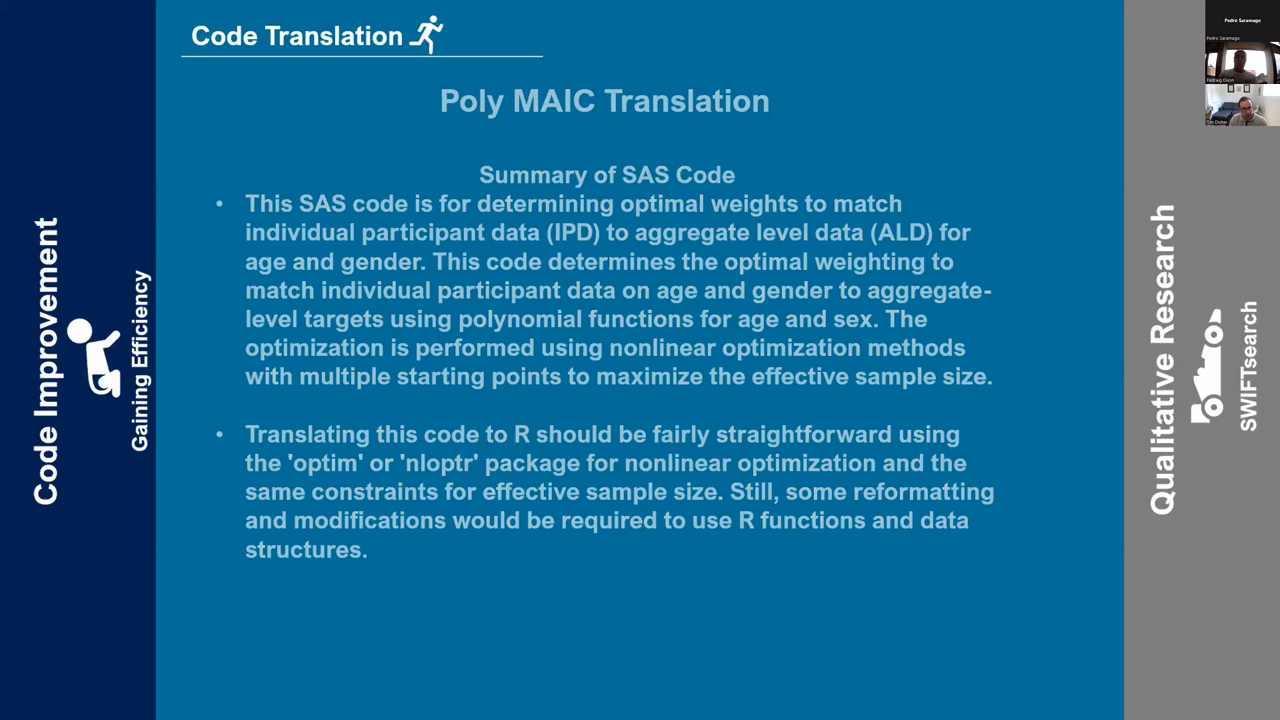 Code Translation
Poly MAIC Translation
Summary of SAS Code
• This SAS code is for determining optimal weights to match
individual participant data (IPD) to aggregate level data (ALD) for
age and gender. This code determines the optimal weighting to
match individual participant data on age and gender to aggregate-
level targets using polynomial functions for age and sex. The
optimization is performed using nonlinear optimization methods
with multiple starting points to maximize the effective sample size.
• Translating this code to R should be fairly straightforward using
the 'optim' or 'nloptr' package for nonlinear optimization and the
same constraints for effective sample size. Still, some reformatting
and modifications would be required to use R functions and data
structures.
Code Improvement
Gaining Efficiency
Qualitative Research
SWIFTsearch
Pedro Saramago
Pedro Saramago
Padraig Dixon
Tim Disher